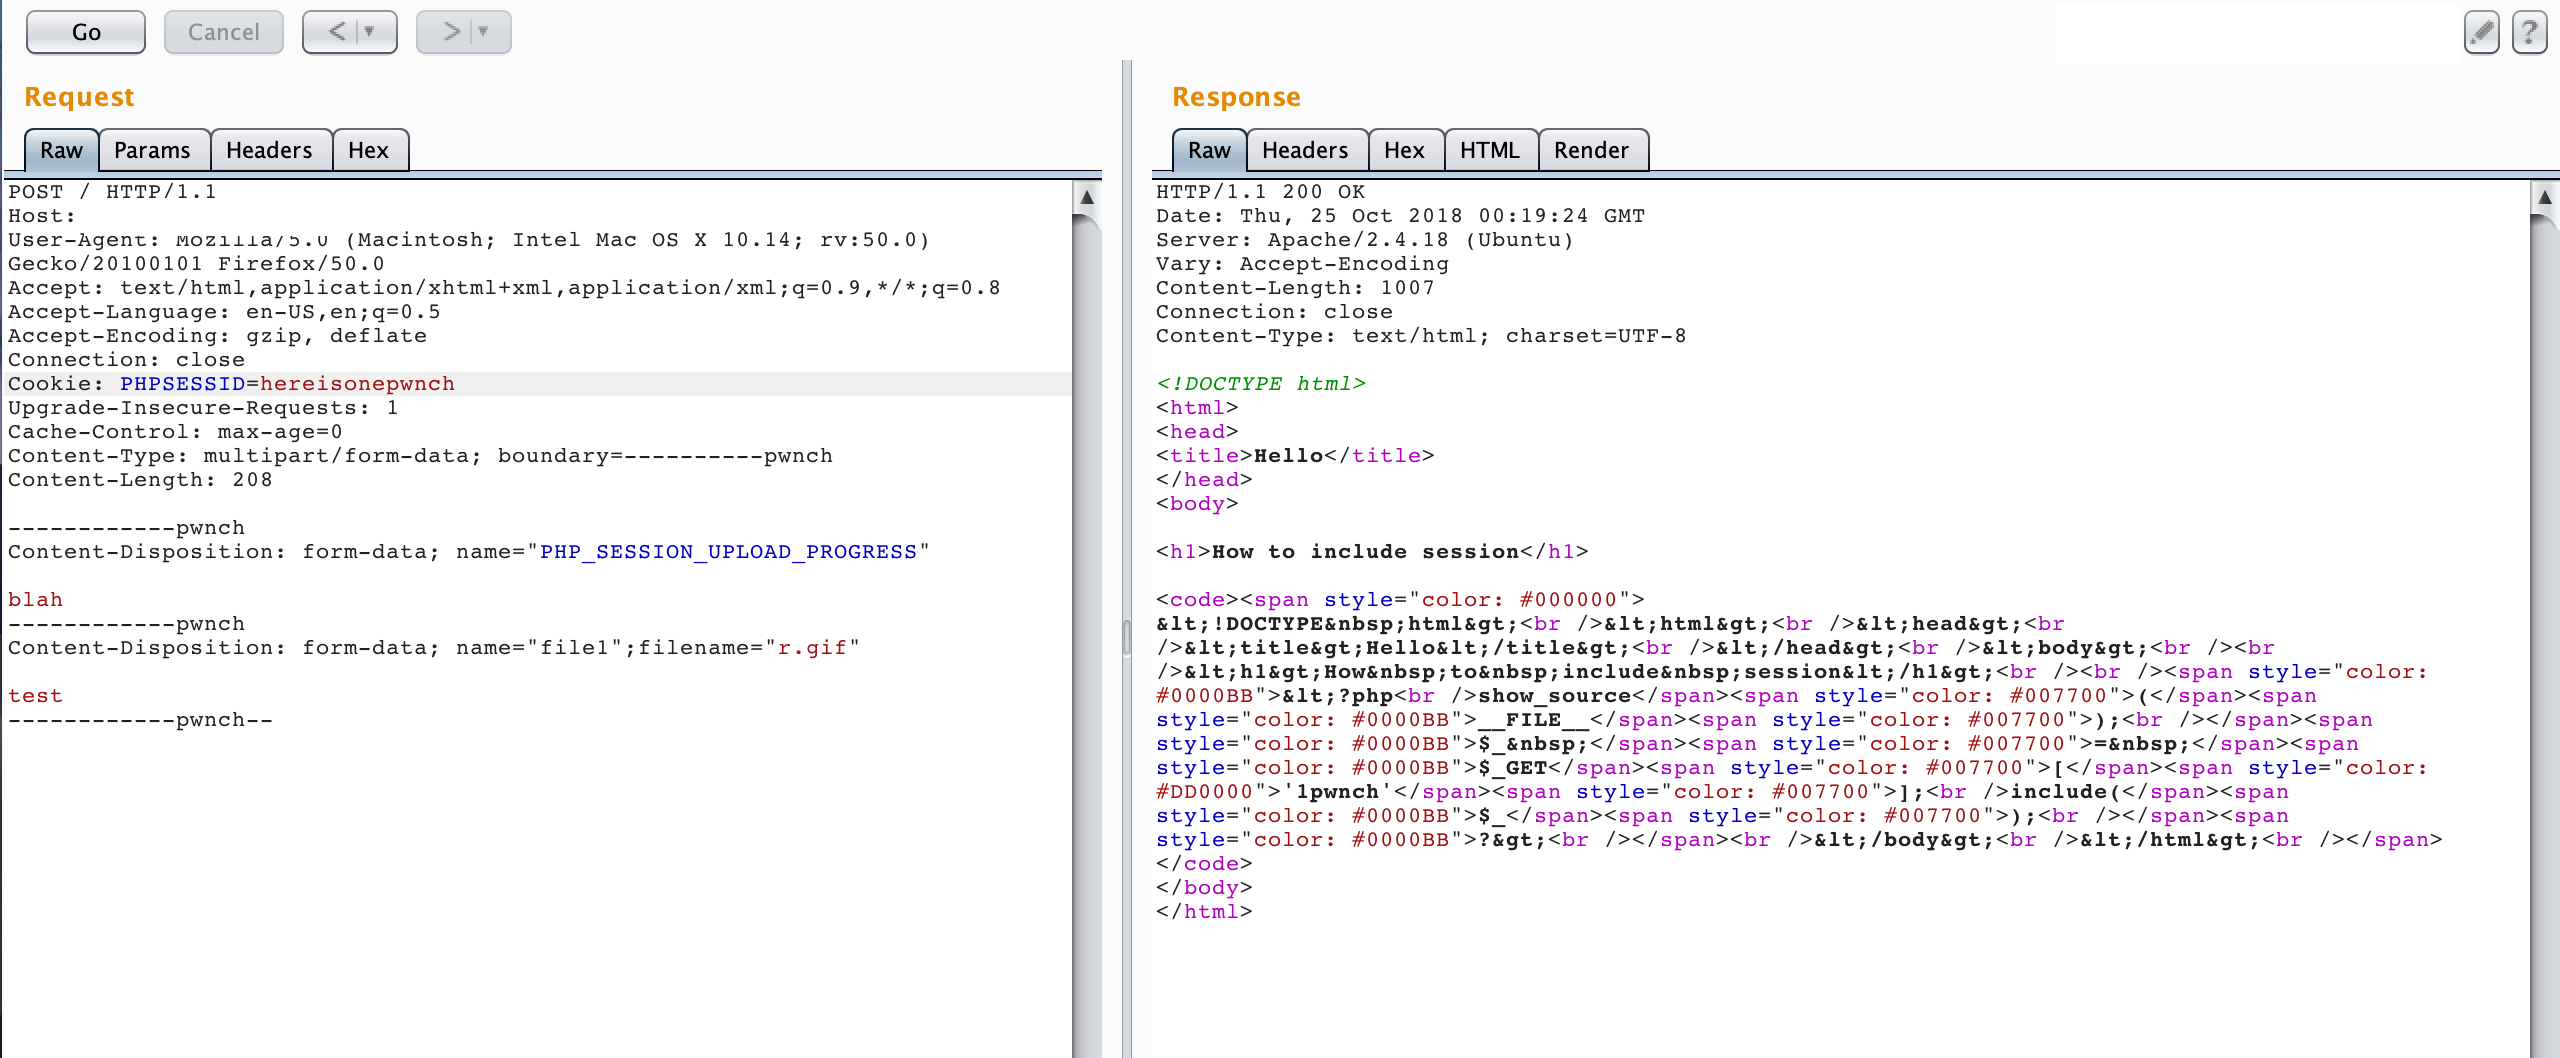 Go Cancel < >  ?
Request
Raw Params Headers Hex
POST / HTTP/1.1
Host:
User-Agent: Mozilla/5.0 (Macintosh; Intel Mac OS X 10.14; rv:50.0)
Gecko/20100101 Firefox/50.0
Accept: text/html,application/xhtml+xml,application/xml;q=0.9,*/*;q=0.8
Accept-Language: en-US,en;q=0.5
Accept-Encoding: gzip, deflate
Connection: close
Cookie: PHPSESSID=hereisonepwnch
Upgrade-Insecure-Requests: 1
Cache-Control: max-age=0
Content-Type: multipart/form-data; boundary=----------pwnch
Content-Length: 208
------------pwnch
Content-Disposition: form-data; name="PHP_SESSION_UPLOAD_PROGRESS"
blah
------------pwnch
Content-Disposition: form-data; name="file1";filename="r.gif"
test
------------pwnch--
Response
Raw Headers Hex HTML Render
HTTP/1.1 200 OK
Date: Thu, 25 Oct 2018 00:19:24 GMT
Server: Apache/2.4.18 (Ubuntu)
Vary: Accept-Encoding
Content-Length: 1007
Connection: close
Content-Type: text/html; charset=UTF-8
<!DOCTYPE html>
<html>
<head>
<title>Hello</title>
</head>
<body>
<h1>How to include session</h1>
<code><span style="color: #000000">
&lt;!DOCTYPE&nbsp;html&gt;<br />&lt;html&gt;<br />&lt;head&gt;<br
/>&lt;title&gt;Hello&lt;/title&gt;<br />&lt;/head&gt;<br />&lt;body&gt;<br /><br
/>&lt;h1&gt;How&nbsp;to&nbsp;include&nbsp;session&lt;/h1&gt;<br /><br /><span style="color:
#0000BB">&lt;?php<br />show_source</span><span style="color: #007700">(</span><span
style="color: #0000BB">__FILE__</span><span style="color: #007700">);<br /></span><span
style="color: #0000BB">$_&nbsp;</span><span style="color: #007700">=&nbsp;</span><span
style="color: #0000BB">$_GET</span><span style="color: #007700">[</span><span style="color:
#DD0000">'1pwnch'</span><span style="color: #007700">];<br />include(</span><span
style="color: #0000BB">$_</span><span style="color: #007700">);<br /></span><span
style="color: #0000BB">?&gt;<br /></span><br />&lt;/body&gt;<br />&lt;/html&gt;<br /></span>
</code>
</body>
</html>